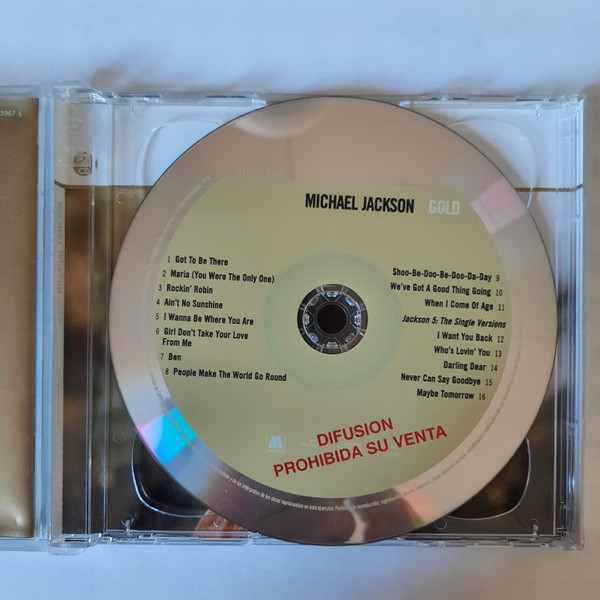 3967 5
CD
MICHAEL JACKSON GOLD
1 Got To Be There
2 Maria (You Were The Only One)
3 Rockin' Robin
4 Ain't No Sunshine
5 I Wanna Be Where You Are
6 Girl Don't Take Your Love
From Me
7 Ben
8 People Make The World Go Round
Shoo-Be-Doo-Be-Doo-Da-Day 9
We've Got A Good Thing Going 10
When I Come Of Age 11
Jackson 5: The Single Versions
I Want You Back 12
Who's Lovin' You 13
Darling Dear 14
Never Can Say Goodbye 15
Maybe Tomorrow 16
DIFUSION
PROHIBIDA SU VENTA